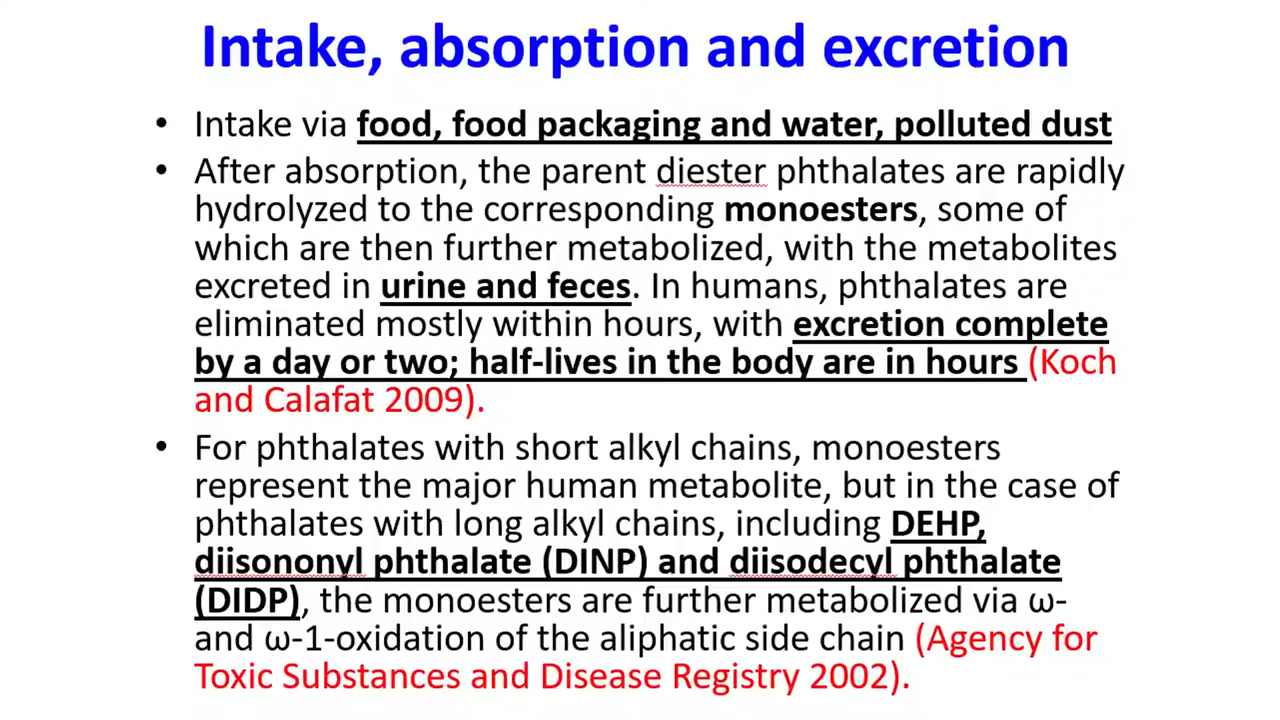 Intake, absorption and excretion
• Intake via food, food packaging and water, polluted dust
• After absorption, the parent diester phthalates are rapidly
hydrolyzed to the corresponding monoesters, some of
which are then further metabolized, with the metabolites
excreted in urine and feces. In humans, phthalates are
eliminated mostly within hours, with excretion complete
by a day or two; half-lives in the body are in hours (Koch
and Calafat 2009).
• For phthalates with short alkyl chains, monoesters
represent the major human metabolite, but in the case of
phthalates with long alkyl chains, including DEHP,
diisononyl phthalate (DINP) and diisodecyl phthalate
(DIDP), the monoesters are further metabolized via ω-
and ω-1-oxidation of the aliphatic side chain (Agency for
Toxic Substances and Disease Registry 2002).